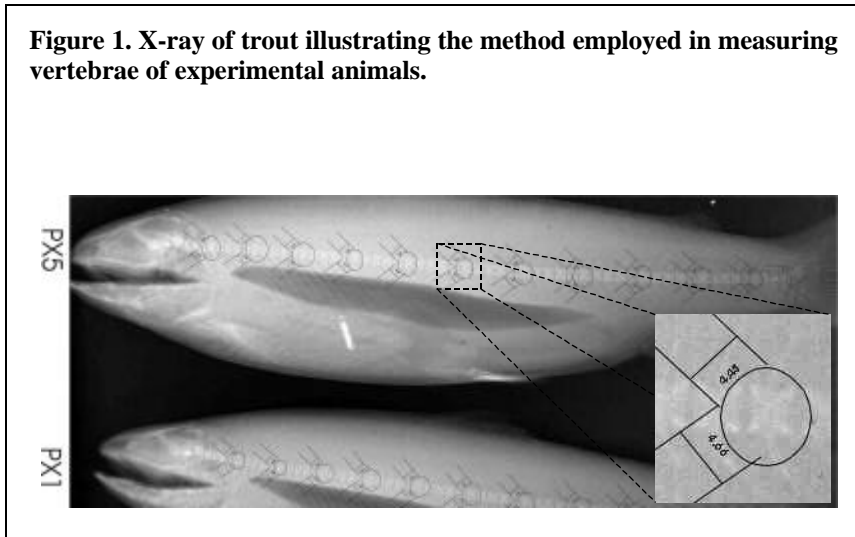 Figure 1. X-ray of trout illustrating the method employed in measuring
vertebrae of experimental animals.
PX5
PX1
4.49
4.66